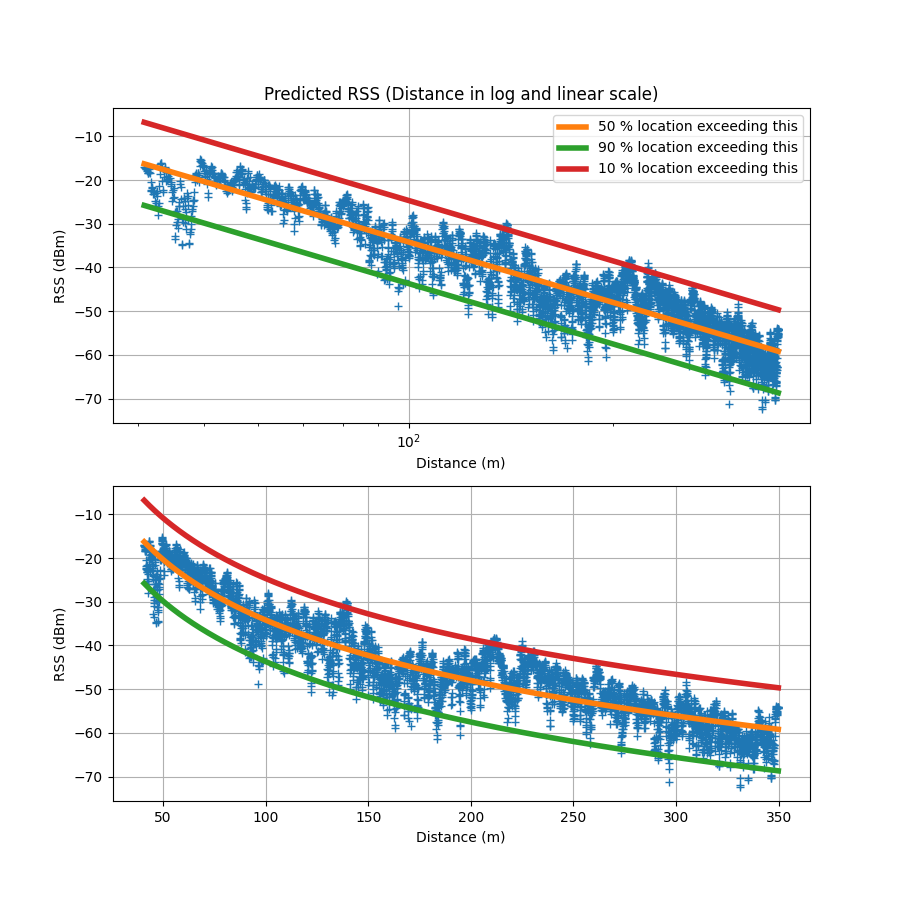 Predicted RSS (Distance in log and linear scale)
50 % location exceeding this
90 % location exceeding this
10 % location exceeding this
−10
−20
−30
−40
−50
−60
−70
RSS (dBm)
10²
Distance (m)
−10
−20
−30
−40
−50
−60
−70
RSS (dBm)
50 100 150 200 250 300 350
Distance (m)